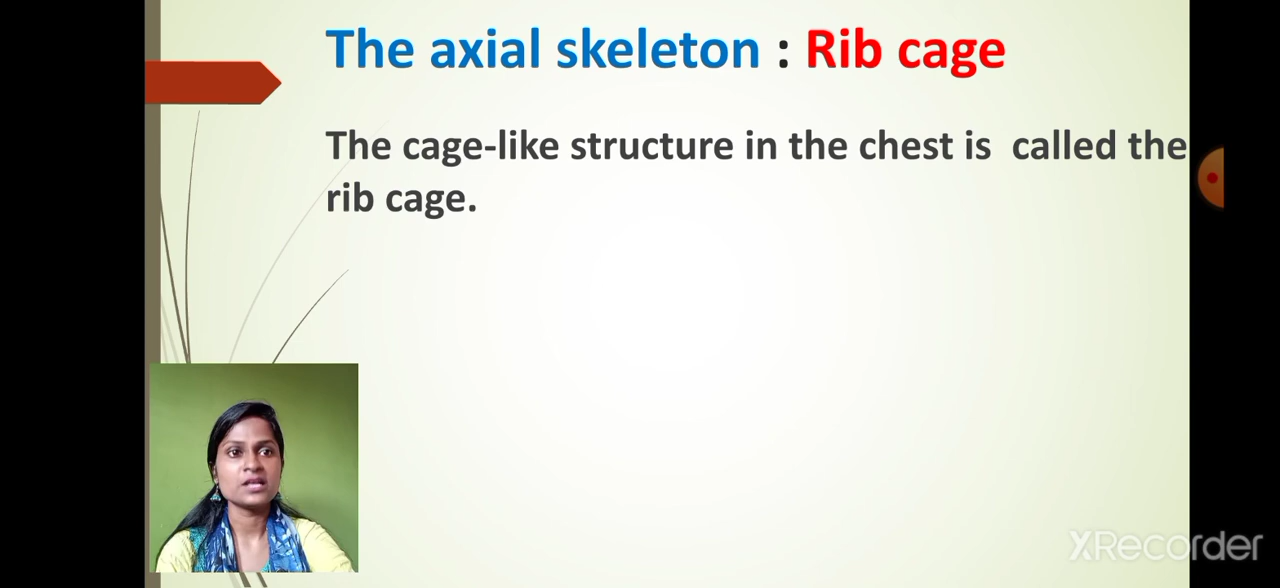 The axial skeleton : Rib cage
The cage-like structure in the chest is called the
rib cage.
XRecorder